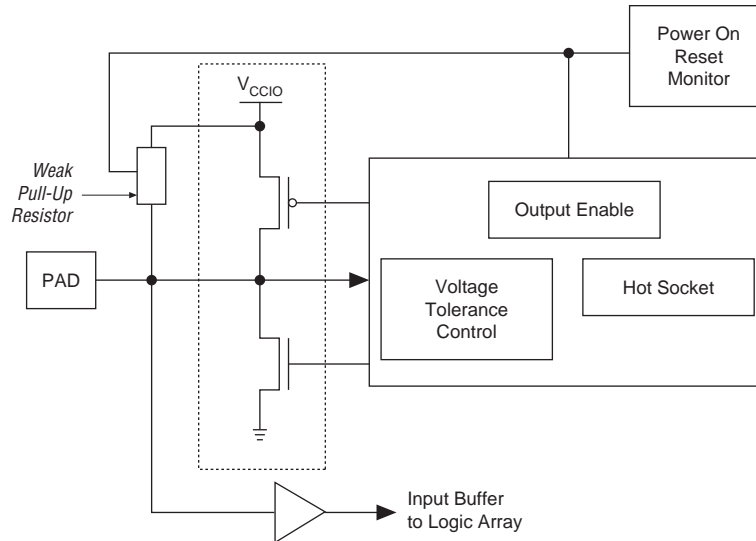 Power On
Reset
Monitor
V_CCIO
Weak
Pull-Up
Resistor
Output Enable
PAD
Voltage
Tolerance
Control
Hot Socket
Input Buffer
to Logic Array